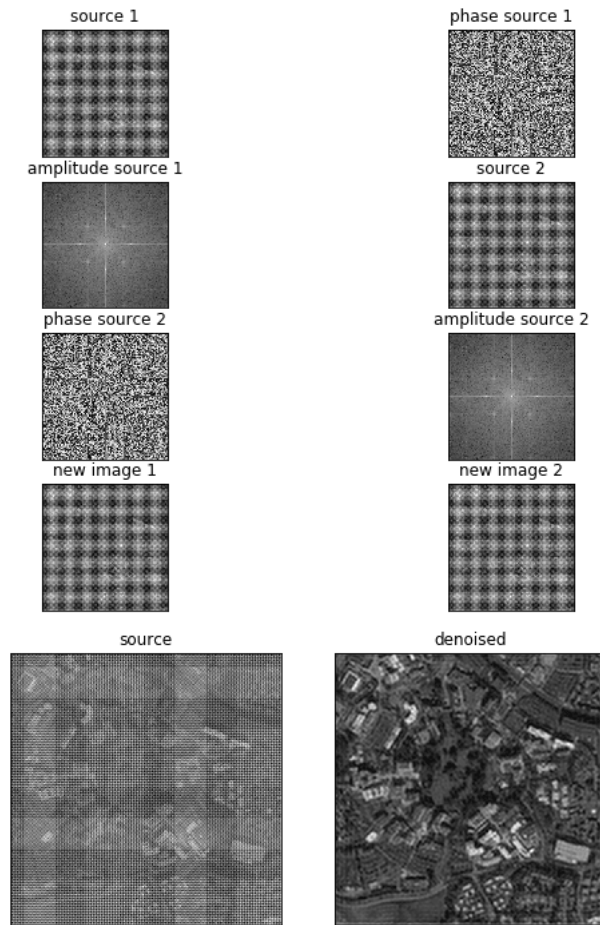 source 1
phase source 1
amplitude source 1
source 2
phase source 2
amplitude source 2
new image 1
new image 2
source
denoised